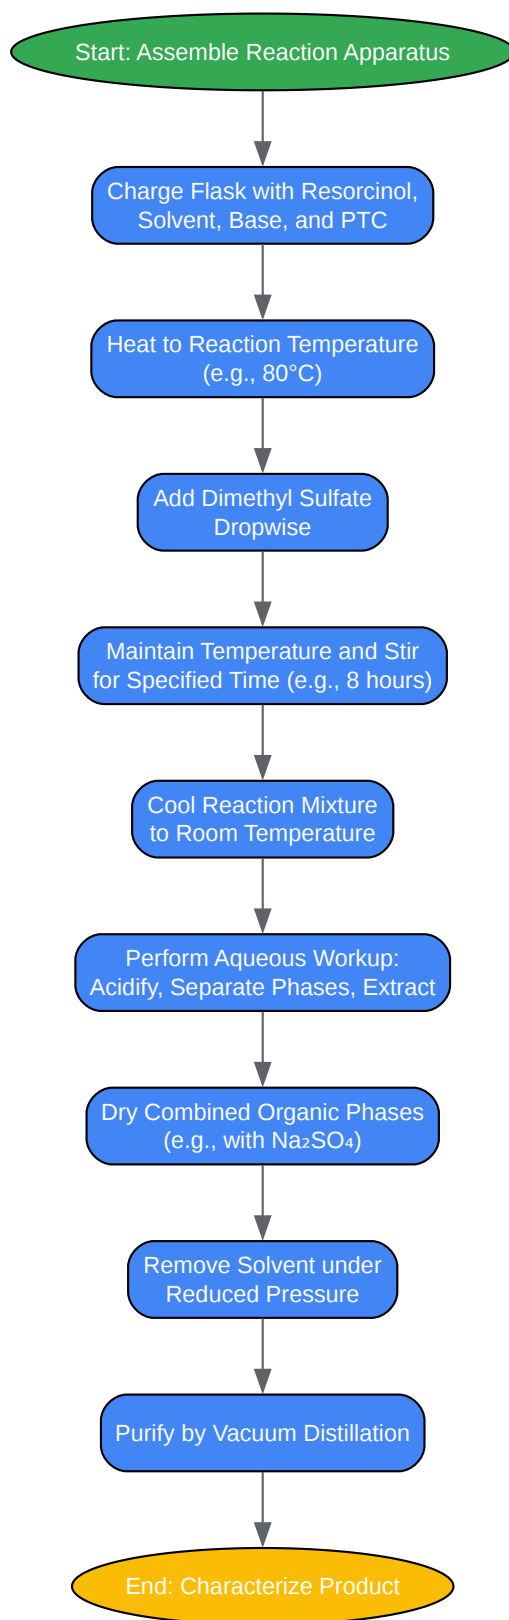 Start: Assemble Reaction Apparatus
Charge Flask with Resorcinol,
Solvent, Base, and PTC
Heat to Reaction Temperature
(e.g., 80°C)
Add Dimethyl Sulfate
Dropwise
Maintain Temperature and Stir
for Specified Time (e.g., 8 hours)
Cool Reaction Mixture
to Room Temperature
Perform Aqueous Workup:
Acidify, Separate Phases, Extract
Dry Combined Organic Phases
(e.g., with Na₂SO₄)
Remove Solvent under
Reduced Pressure
Purify by Vacuum Distillation
End: Characterize Product